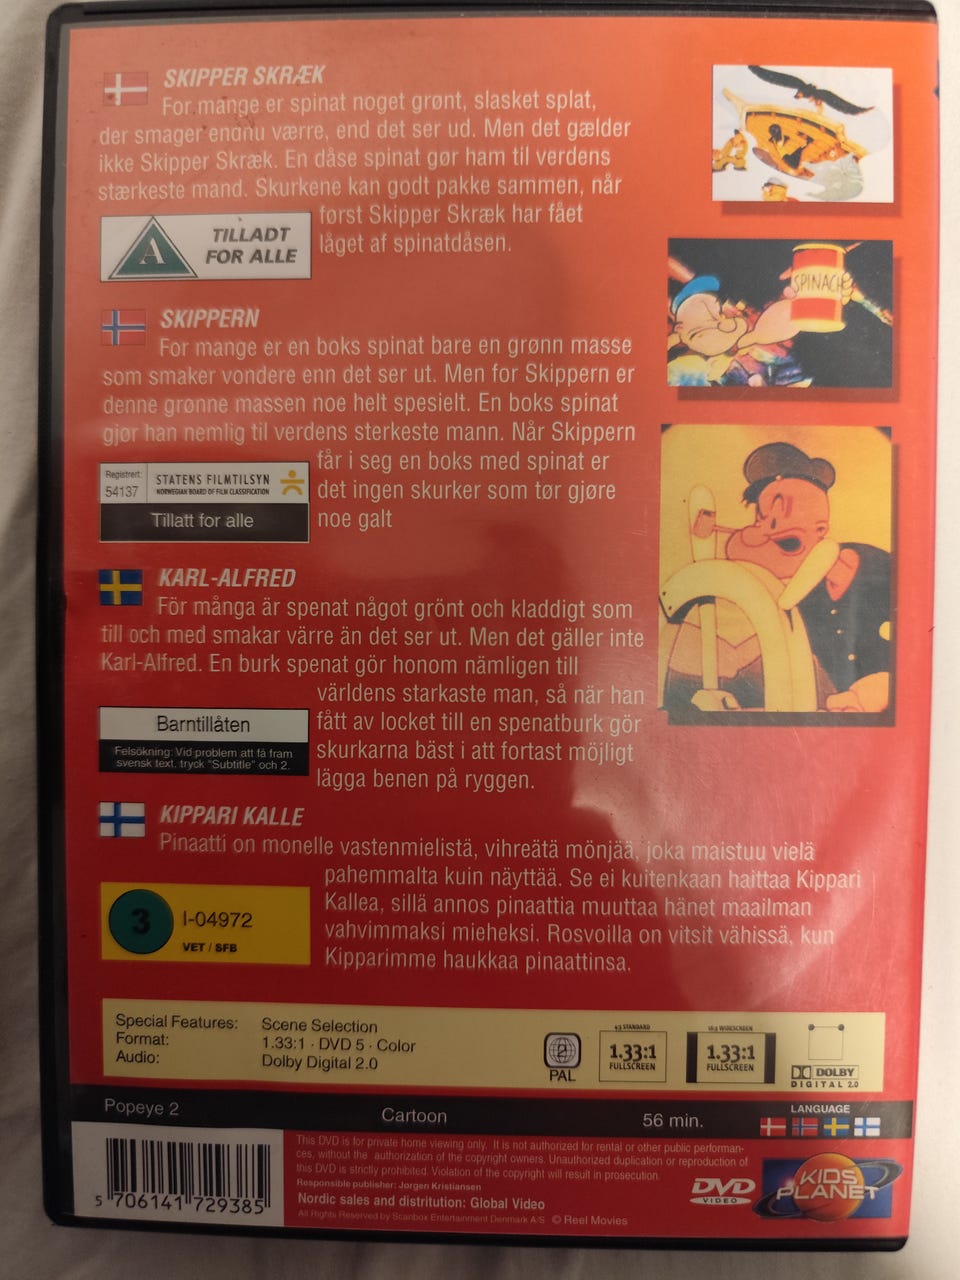 SKIPPER SKRÆK
For mange er spinat noget grønt, slasket splat,
der smager endnu værre, end det ser ud. Men det gælder
ikke Skipper Skræk. En dåse spinat gør ham til verdens
stærkeste mand. Skurkene kan godt pakke sammen, når
først Skipper Skræk har fået
låget af spinatdåsen.
A
TILLADT
FOR ALLE
SPINACH
SKIPPERN
For mange er en boks spinat bare en grønn masse
som smaker vondere enn det ser ut. Men for Skippern er
denne grønne massen noe helt spesielt. En boks spinat
gjør han nemlig til verdens sterkeste mann. Når Skippern
får i seg en boks med spinat er
det ingen skurker som tør gjøre
noe galt
Registrert:
54137
STATENS FILMTILSYN
NORWEGIAN BOARD OF FILM CLASSIFICATION
Tillatt for alle
KARL-ALFRED
För många är spenat något grönt och kladdigt som
till och med smakar värre än det ser ut. Men det gäller inte
Karl-Alfred. En burk spenat gör honom nämligen till
världens starkaste man, så när han
fått av locket till en spenatburk gör
skurkarna bäst i att fortast möjligt
lägga benen på ryggen.
Barntillåten
Felsökning: Vid problem att få fram
svensk text, tryck "Subtitle" och 2.
KIPPARI KALLE
Pinaatti on monelle vastenmielistä, vihreätä mönjää, joka maistuu vielä
pahemmalta kuin näyttää. Se ei kuitenkaan haittaa Kippari
Kallea, sillä annos pinaattia muuttaa hänet maailman
vahvimmaksi mieheksi. Rosvoilla on vitsit vähissä, kun
Kipparimme haukkaa pinaattinsa.
3
I-04972
VET / SFB
Special Features: Scene Selection
Format: 1.33:1 · DVD 5 · Color
Audio: Dolby Digital 2.0
2
PAL
4:3 STANDARD
1.33:1
FULLSCREEN
16:9 WIDESCREEN
1.33:1
FULLSCREEN
DOLBY
DIGITAL 2.0
Popeye 2
Cartoon
56 min.
LANGUAGE
5 706141 729385
This DVD is for private home viewing only. It is not authorized for rental or other public performan-
ces, without the authorization of the copyright owners. Unauthorized duplication or reproduction of
this DVD is strictly prohibited. Violation of the copyright will result in prosecution.
Responsible publisher: Jørgen Kristiansen
Nordic sales and distritution: Global Video
All Rights Reserved by Scanbox Entertainment Denmark A/S © Reel Movies
DVD
VIDEO
KIDS
PLANET